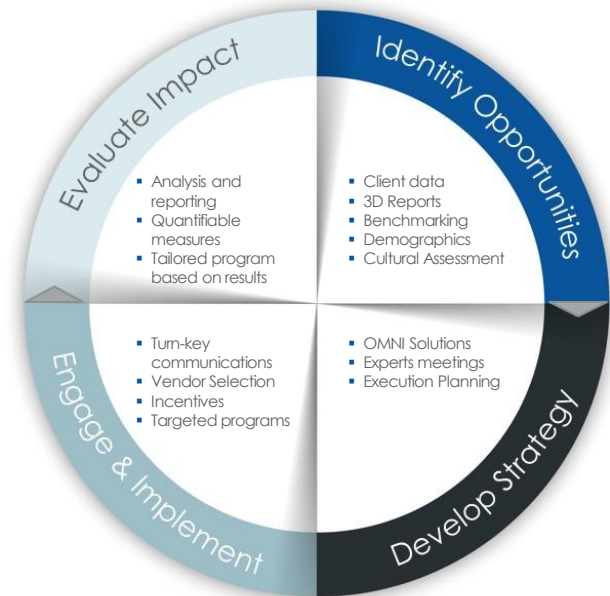 Evaluate Impact
▪ Analysis and
reporting
▪ Quantifiable
measures
▪ Tailored program
based on results
Identify Opportunities
▪ Client data
▪ 3D Reports
▪ Benchmarking
▪ Demographics
▪ Cultural Assessment
Engage & Implement
▪ Turn-key
communications
▪ Vendor Selection
▪ Incentives
▪ Targeted programs
Develop Strategy
▪ OMNI Solutions
▪ Experts meetings
▪ Execution Planning